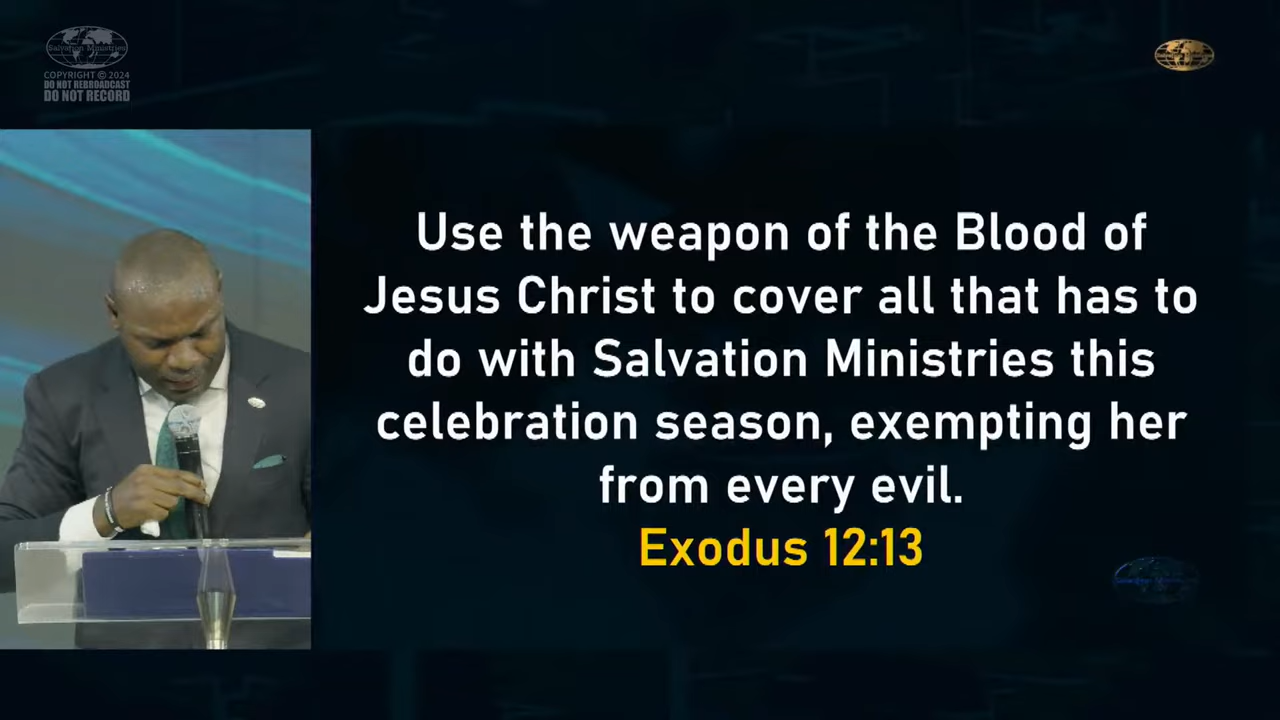 Salvation Ministries
COPYRIGHT © 2024
DO NOT REBROADCAST
DO NOT RECORD
Use the weapon of the Blood of
Jesus Christ to cover all that has to
do with Salvation Ministries this
celebration season, exempting her
from every evil.
Exodus 12:13
Salvation Ministries